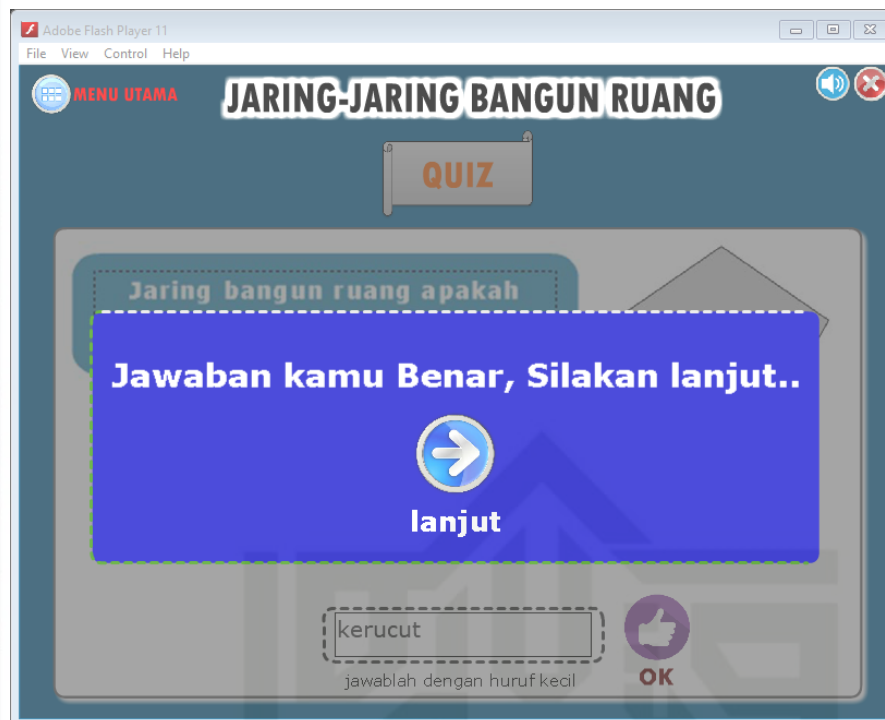 Adobe Flash Player 11
File View Control Help
MENU UTAMA
JARING-JARING BANGUN RUANG
QUIZ
Jaring bangun ruang apakah
Jawaban kamu Benar, Silakan lanjut..
lanjut
kerucut
jawablah dengan huruf kecil
OK